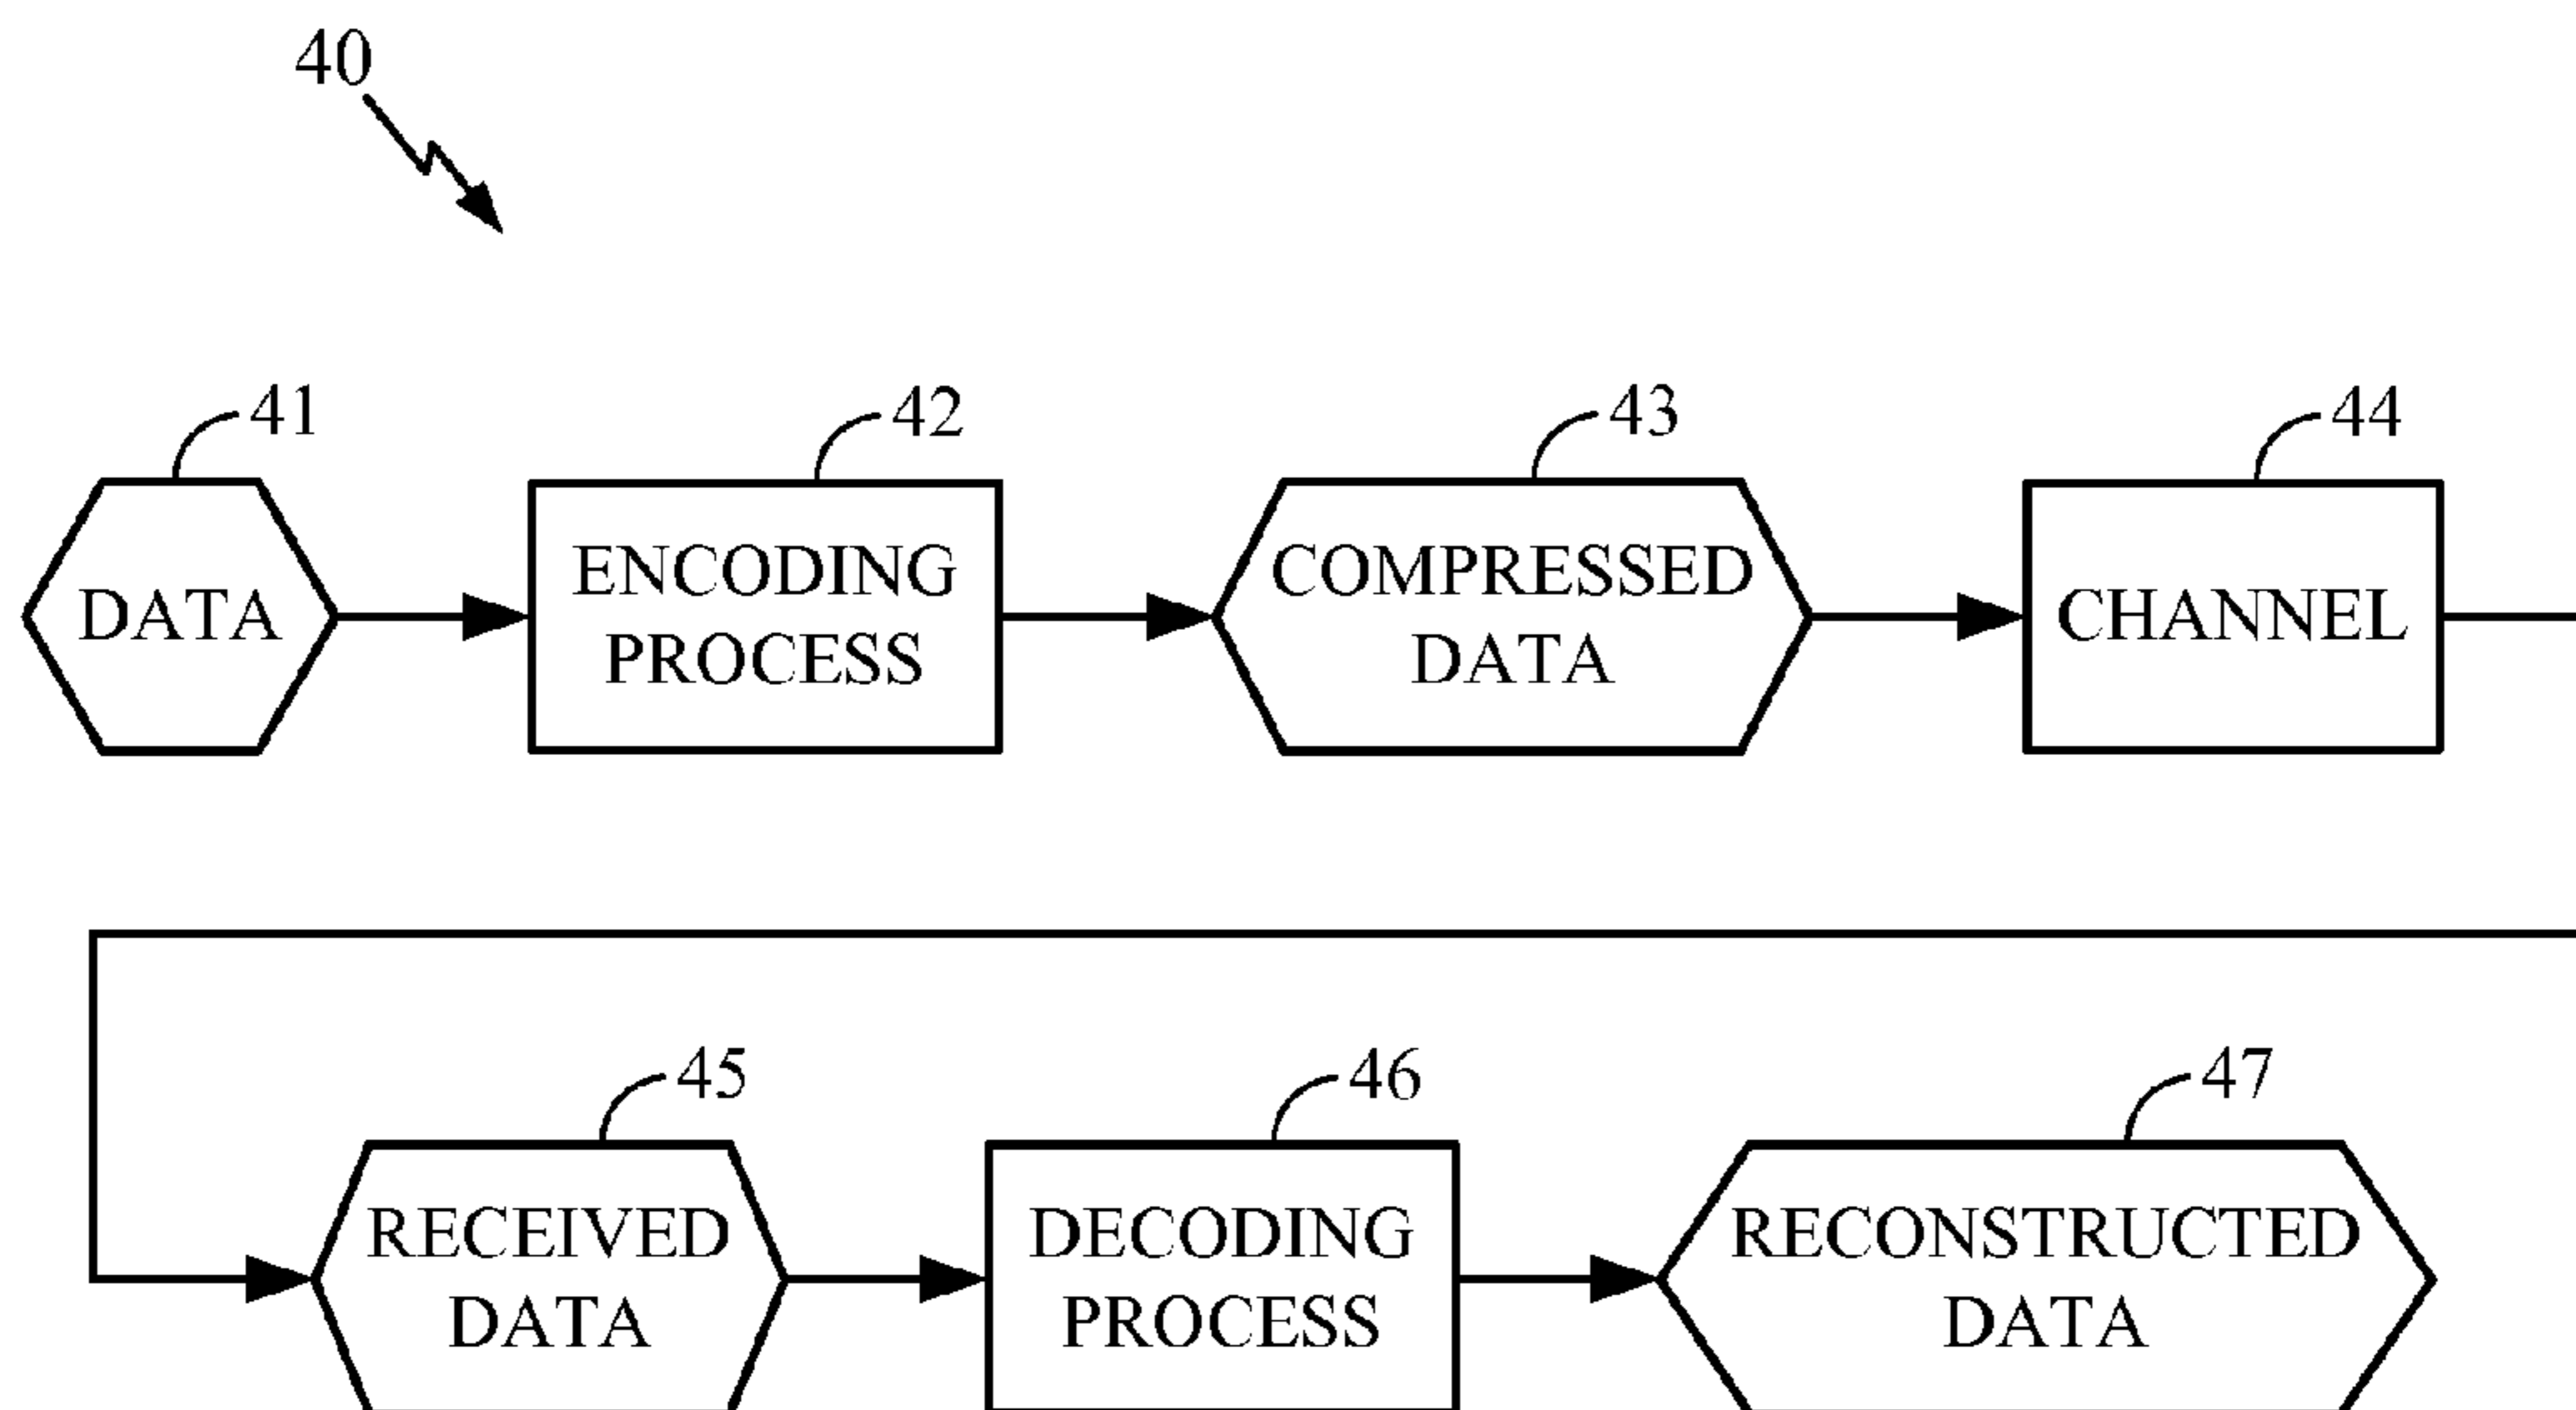 40
41
42
43
44
DATA
ENCODING
PROCESS
COMPRESSED
DATA
CHANNEL
45
46
47
RECEIVED
DATA
DECODING
PROCESS
RECONSTRUCTED
DATA